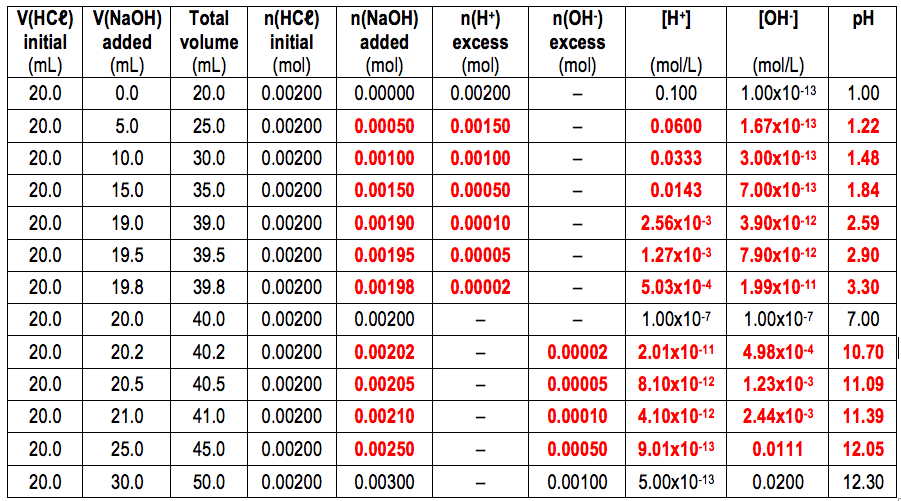 V(HCℓ) V(NaOH) Total n(HCℓ) n(NaOH) n(H⁺) n(OH⁻) [H⁺] [OH⁻] pH
initial added volume initial added excess excess
(mL) (mL) (mL) (mol) (mol) (mol) (mol) (mol/L) (mol/L)
20.0 0.0 20.0 0.00200 0.00000 0.00200 – 0.100 1.00x10⁻¹³ 1.00
20.0 5.0 25.0 0.00200 0.00050 0.00150 – 0.0600 1.67x10⁻¹³ 1.22
20.0 10.0 30.0 0.00200 0.00100 0.00100 – 0.0333 3.00x10⁻¹³ 1.48
20.0 15.0 35.0 0.00200 0.00150 0.00050 – 0.0143 7.00x10⁻¹³ 1.84
20.0 19.0 39.0 0.00200 0.00190 0.00010 – 2.56x10⁻³ 3.90x10⁻¹² 2.59
20.0 19.5 39.5 0.00200 0.00195 0.00005 – 1.27x10⁻³ 7.90x10⁻¹² 2.90
20.0 19.8 39.8 0.00200 0.00198 0.00002 – 5.03x10⁻⁴ 1.99x10⁻¹¹ 3.30
20.0 20.0 40.0 0.00200 0.00200 – – 1.00x10⁻⁷ 1.00x10⁻⁷ 7.00
20.0 20.2 40.2 0.00200 0.00202 – 0.00002 2.01x10⁻¹¹ 4.98x10⁻⁴ 10.70
20.0 20.5 40.5 0.00200 0.00205 – 0.00005 8.10x10⁻¹² 1.23x10⁻³ 11.09
20.0 21.0 41.0 0.00200 0.00210 – 0.00010 4.10x10⁻¹² 2.44x10⁻³ 11.39
20.0 25.0 45.0 0.00200 0.00250 – 0.00050 9.01x10⁻¹³ 0.0111 12.05
20.0 30.0 50.0 0.00200 0.00300 – 0.00100 5.00x10⁻¹³ 0.0200 12.30